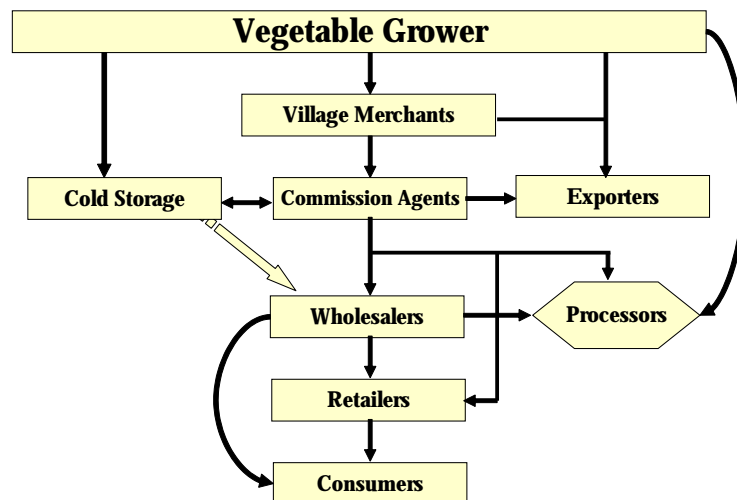 Vegetable Grower
Village Merchants
Cold Storage
Commission Agents
Exporters
Wholesalers
Processors
Retailers
Consumers